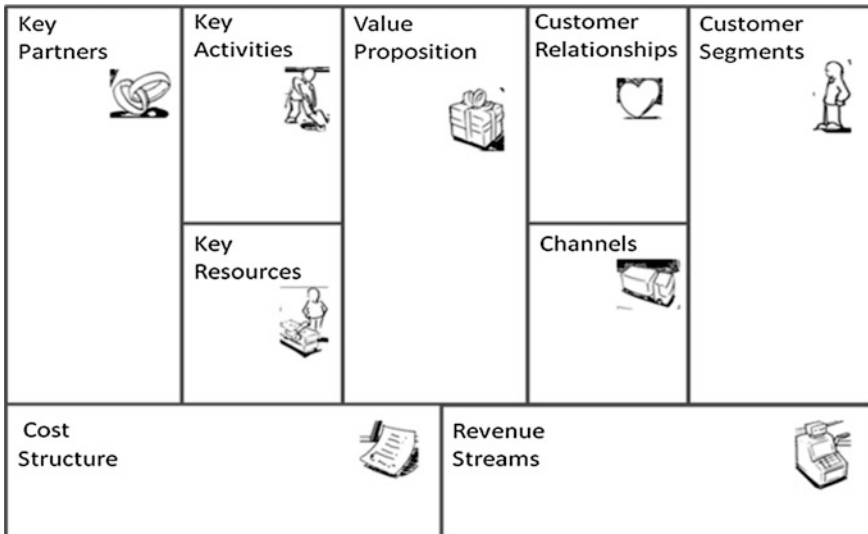 Key
Partners
Key
Activities
Value
Proposition
Customer
Relationships
Customer
Segments
Key
Resources
Channels
Cost
Structure
Revenue
Streams